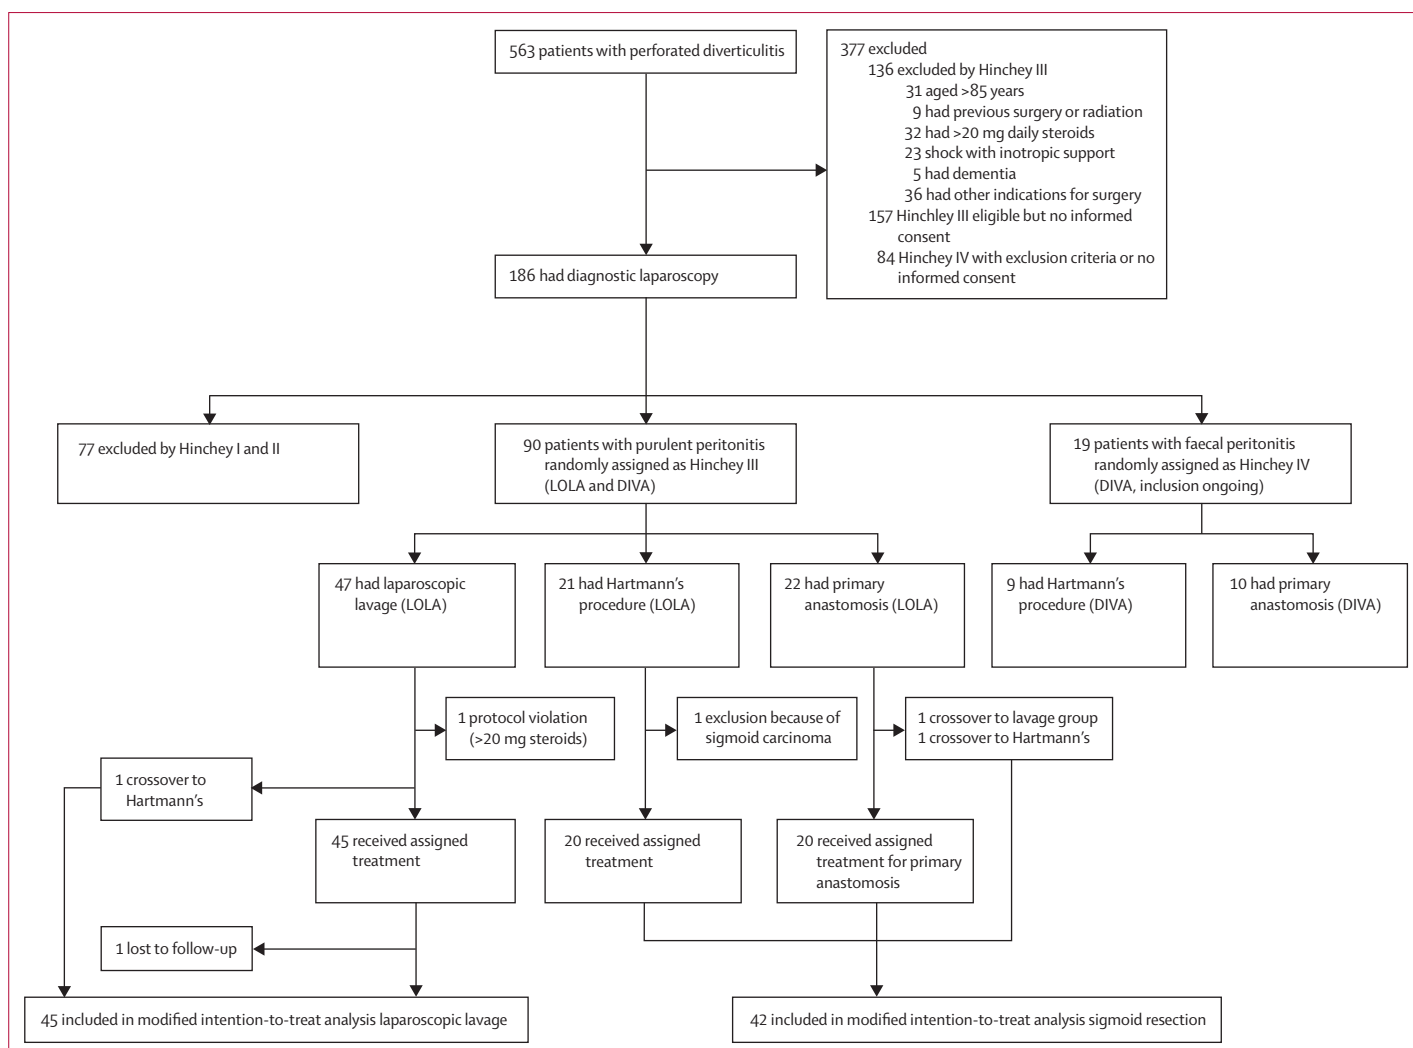 563 patients with perforated diverticulitis
377 excluded
136 excluded by Hinchey III
31 aged >85 years
9 had previous surgery or radiation
32 had >20 mg daily steroids
23 shock with inotropic support
5 had dementia
36 had other indications for surgery
157 Hinchley III eligible but no informed
consent
84 Hinchey IV with exclusion criteria or no
informed consent
186 had diagnostic laparoscopy
77 excluded by Hinchey I and II
90 patients with purulent peritonitis
randomly assigned as Hinchey III
(LOLA and DIVA)
19 patients with faecal peritonitis
randomly assigned as Hinchey IV
(DIVA, inclusion ongoing)
47 had laparoscopic
lavage (LOLA)
21 had Hartmann's
procedure (LOLA)
22 had primary
anastomosis (LOLA)
9 had Hartmann's
procedure (DIVA)
10 had primary
anastomosis (DIVA)
1 protocol violation
(>20 mg steroids)
1 exclusion because of
sigmoid carcinoma
1 crossover to lavage group
1 crossover to Hartmann's
1 crossover to
Hartmann's
45 received assigned
treatment
20 received assigned
treatment
20 received assigned
treatment for primary
anastomosis
1 lost to follow-up
45 included in modified intention-to-treat analysis laparoscopic lavage
42 included in modified intention-to-treat analysis sigmoid resection